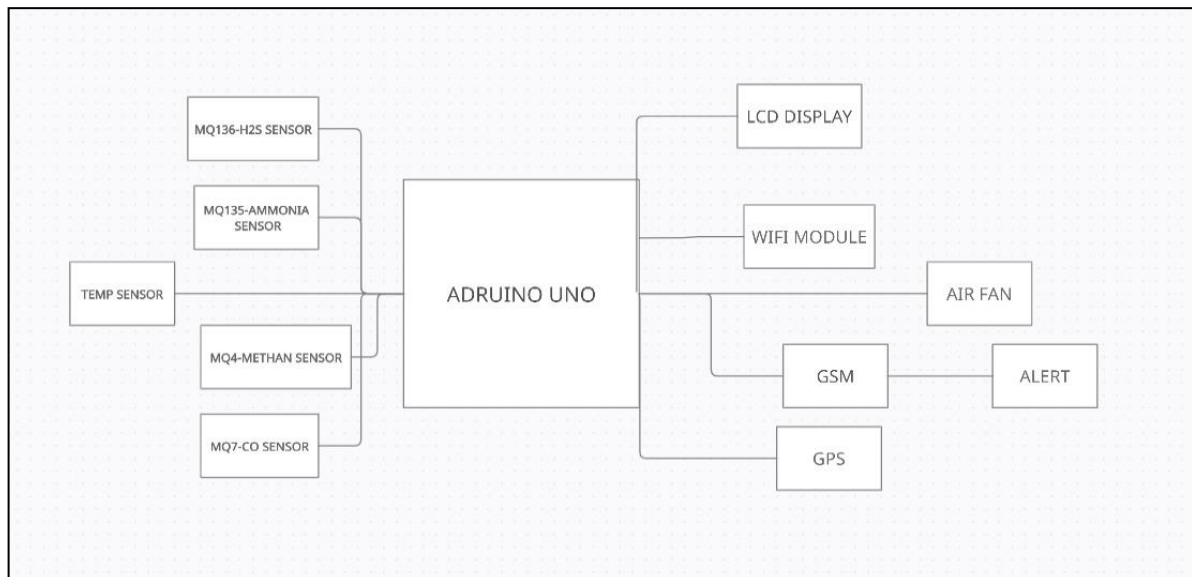 MQ136-H2S SENSOR
MQ135-AMMONIA
SENSOR
TEMP SENSOR
MQ4-METHAN SENSOR
MQ7-CO SENSOR
ADRUINO UNO
LCD DISPLAY
WIFI MODULE
AIR FAN
GSM
ALERT
GPS